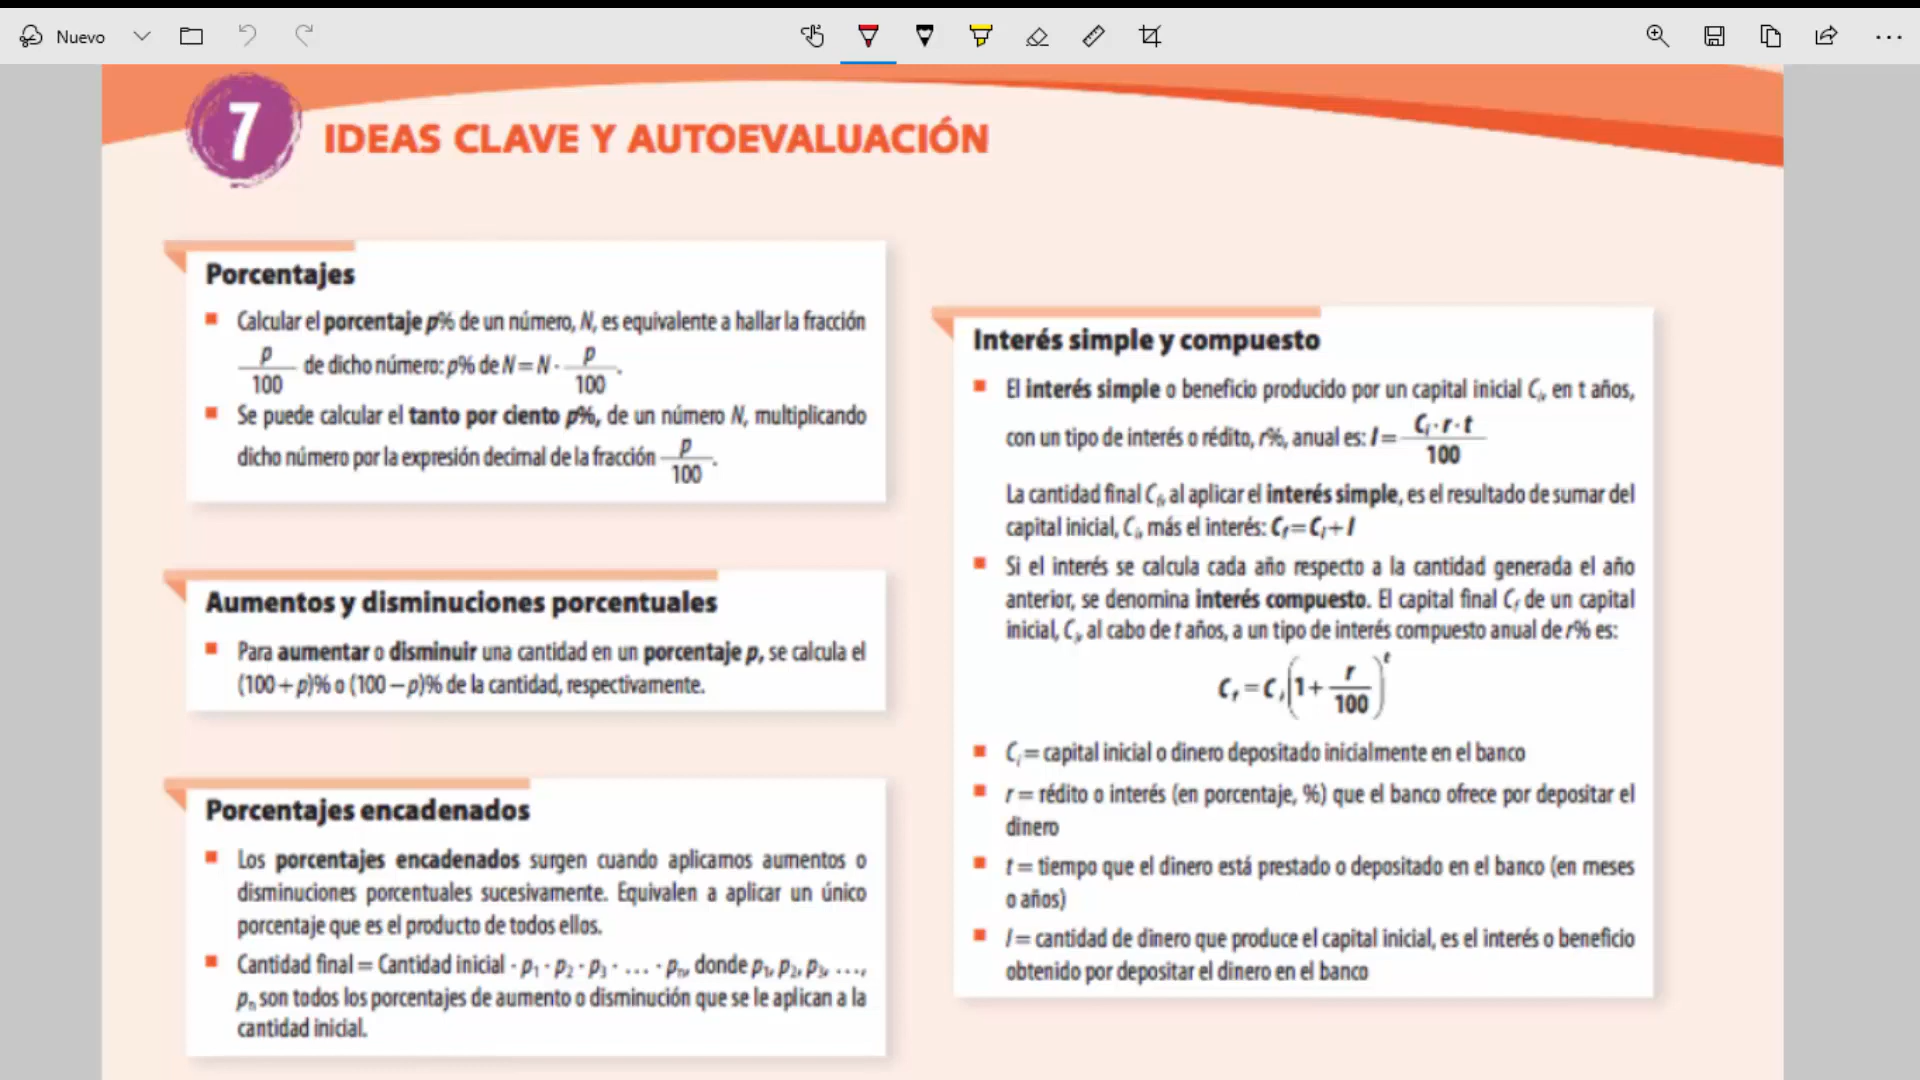 Nuevo
7
IDEAS CLAVE Y AUTOEVALUACIÓN
Porcentajes
Calcular el porcentaje p% de un número, N, es equivalente a hallar la fracción
p/100 de dicho número: p% de N = N · p/100.
Se puede calcular el tanto por ciento p%, de un número N, multiplicando
dicho número por la expresión decimal de la fracción p/100.
Aumentos y disminuciones porcentuales
Para aumentar o disminuir una cantidad en un porcentaje p, se calcula el
(100 + p)% o (100 – p)% de la cantidad, respectivamente.
Porcentajes encadenados
Los porcentajes encadenados surgen cuando aplicamos aumentos o
disminuciones porcentuales sucesivamente. Equivalen a aplicar un único
porcentaje que es el producto de todos ellos.
Cantidad final = Cantidad inicial · p₁ · p₂ · p₃ · … · pₙ, donde p₁, p₂, p₃, …,
pₙ son todos los porcentajes de aumento o disminución que se le aplican a la
cantidad inicial.
Interés simple y compuesto
El interés simple o beneficio producido por un capital inicial Cᵢ, en t años,
con un tipo de interés o rédito, r%, anual es: I = Cᵢ · r · t / 100
La cantidad final C_f, al aplicar el interés simple, es el resultado de sumar del
capital inicial, Cᵢ, más el interés: C_f = Cᵢ + I
Si el interés se calcula cada año respecto a la cantidad generada el año
anterior, se denomina interés compuesto. El capital final C_f de un capital
inicial, Cᵢ, al cabo de t años, a un tipo de interés compuesto anual de r% es:
C_f = Cᵢ (1 + r/100)^t
Cᵢ = capital inicial o dinero depositado inicialmente en el banco
r = rédito o interés (en porcentaje, %) que el banco ofrece por depositar el
dinero
t = tiempo que el dinero está prestado o depositado en el banco (en meses
o años)
I = cantidad de dinero que produce el capital inicial, es el interés o beneficio
obtenido por depositar el dinero en el banco